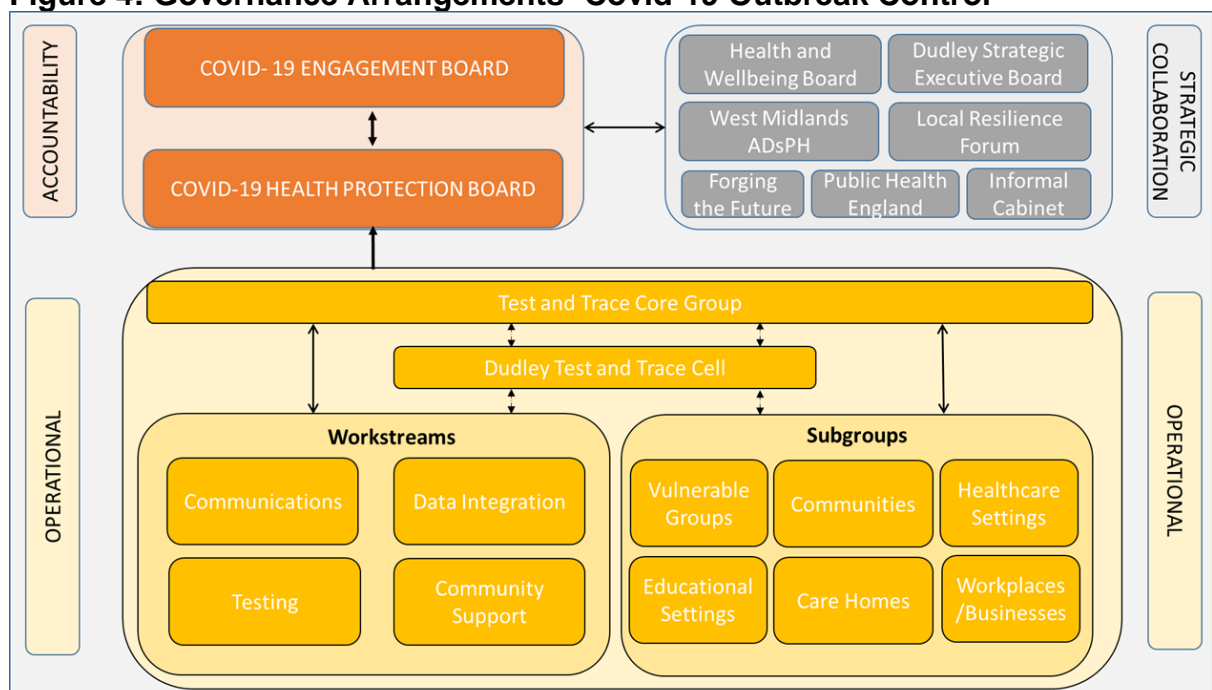 Figure 4: Governance Arrangements- Covid-19 Outbreak Control
ACCOUNTABILITY
COVID- 19 ENGAGEMENT BOARD
COVID-19 HEALTH PROTECTION BOARD
Health and
Wellbeing Board
Dudley Strategic
Executive Board
West Midlands
ADsPH
Local Resilience
Forum
Forging
the Future
Public Health
England
Informal
Cabinet
STRATEGIC
COLLABORATION
OPERATIONAL
Test and Trace Core Group
Dudley Test and Trace Cell
Workstreams
Communications
Data Integration
Testing
Community
Support
Subgroups
Vulnerable
Groups
Communities
Healthcare
Settings
Educational
Settings
Care Homes
Workplaces
/Businesses
OPERATIONAL